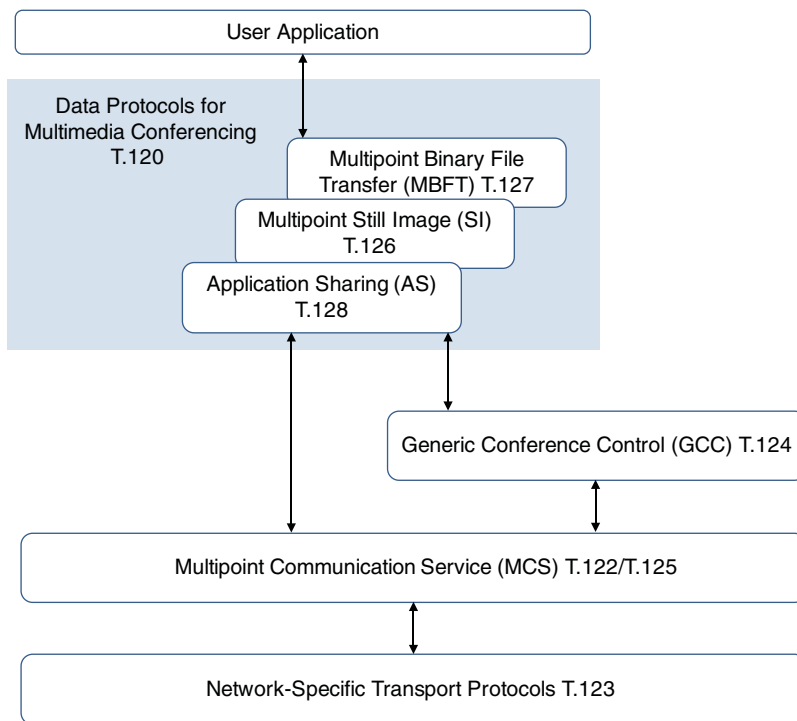 User Application
Data Protocols for
Multimedia Conferencing
T.120
Multipoint Binary File
Transfer (MBFT) T.127
Multipoint Still Image (SI)
T.126
Application Sharing (AS)
T.128
Generic Conference Control (GCC) T.124
Multipoint Communication Service (MCS) T.122/T.125
Network-Specific Transport Protocols T.123